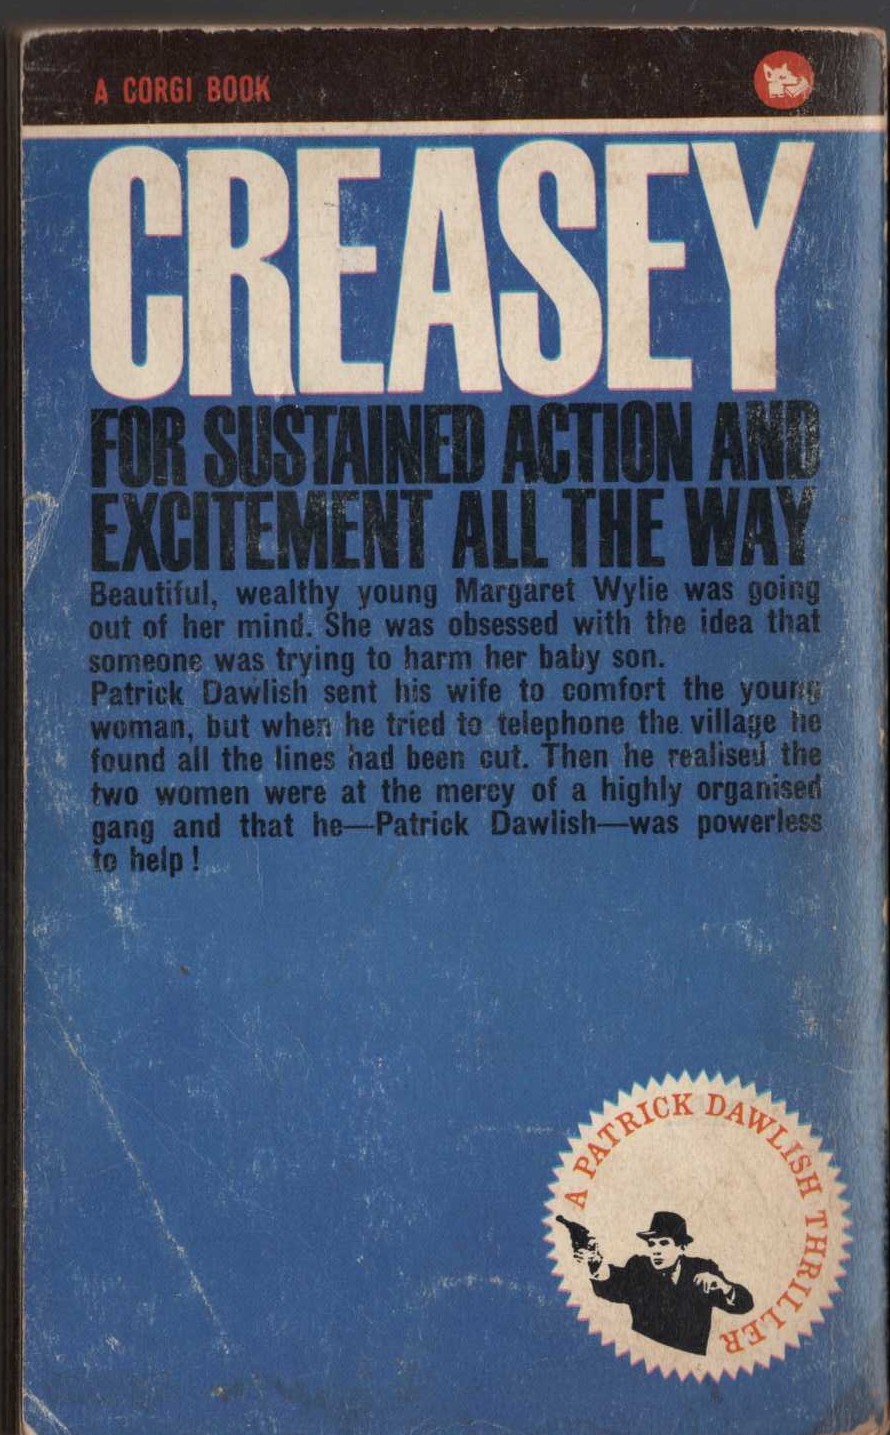 A CORGI BOOK
CREASEY
FOR SUSTAINED ACTION AND
EXCITEMENT ALL THE WAY
Beautiful, wealthy young Margaret Wylie was going
out of her mind. She was obsessed with the idea that
someone was trying to harm her baby son.
Patrick Dawlish sent his wife to comfort the young
woman, but when he tried to telephone the village he
found all the lines had been cut. Then he realised the
two women were at the mercy of a highly organised
gang and that he—Patrick Dawlish—was powerless
to help!
A PATRICK DAWLISH THRILLER